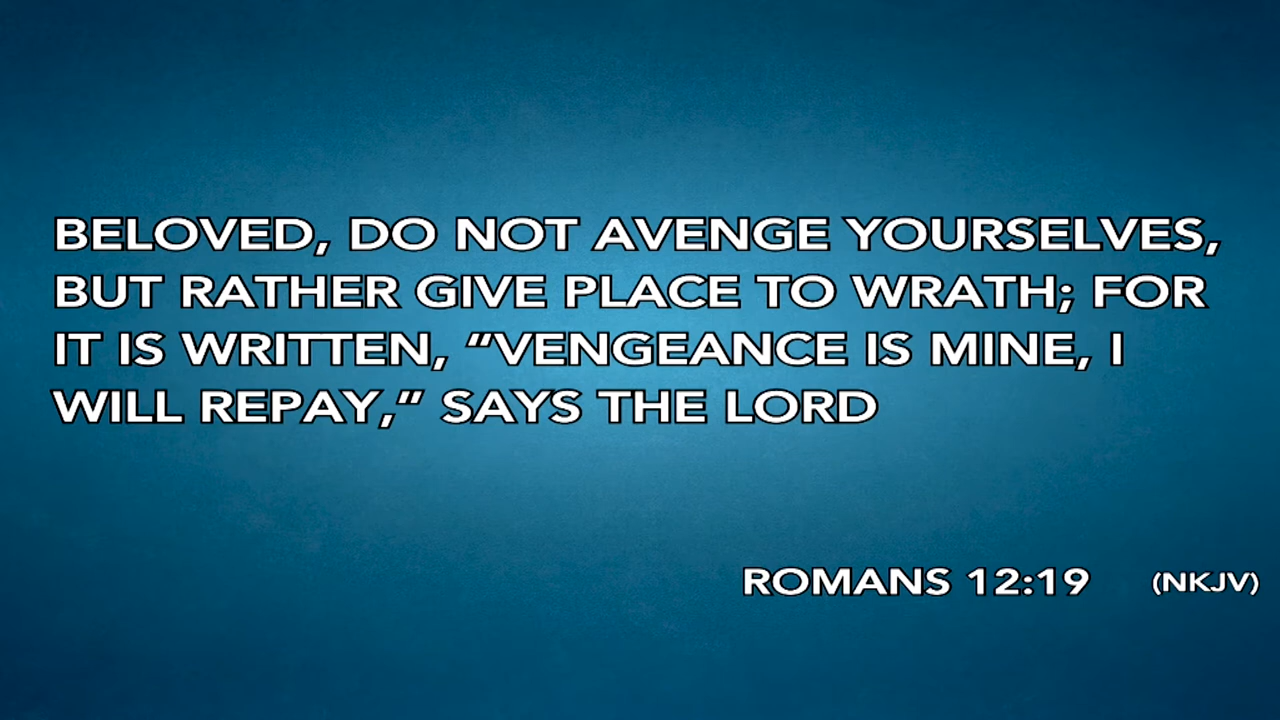 BELOVED, DO NOT AVENGE YOURSELVES,
BUT RATHER GIVE PLACE TO WRATH; FOR
IT IS WRITTEN, “VENGEANCE IS MINE, I
WILL REPAY,” SAYS THE LORD
ROMANS 12:19 (NKJV)